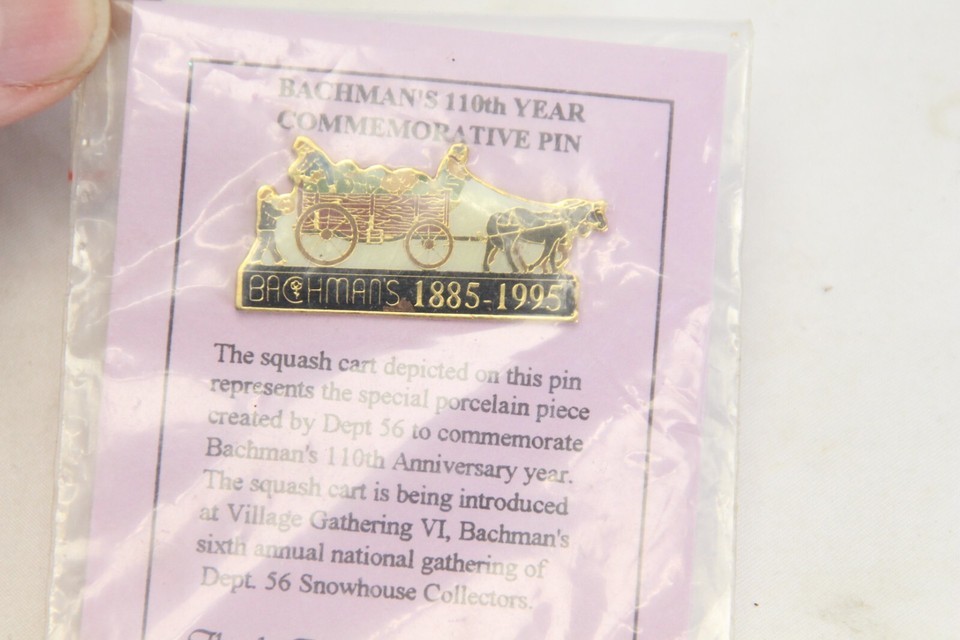 BACHMAN'S 110th YEAR
COMMEMORATIVE PIN
BACHMAN'S 1885-1995
The squash cart depicted on this pin
represents the special porcelain piece
created by Dept 56 to commemorate
Bachman's 110th Anniversary year.
The squash cart is being introduced
at Village Gathering VI, Bachman's
sixth annual national gathering of
Dept. 56 Snowhouse Collectors.